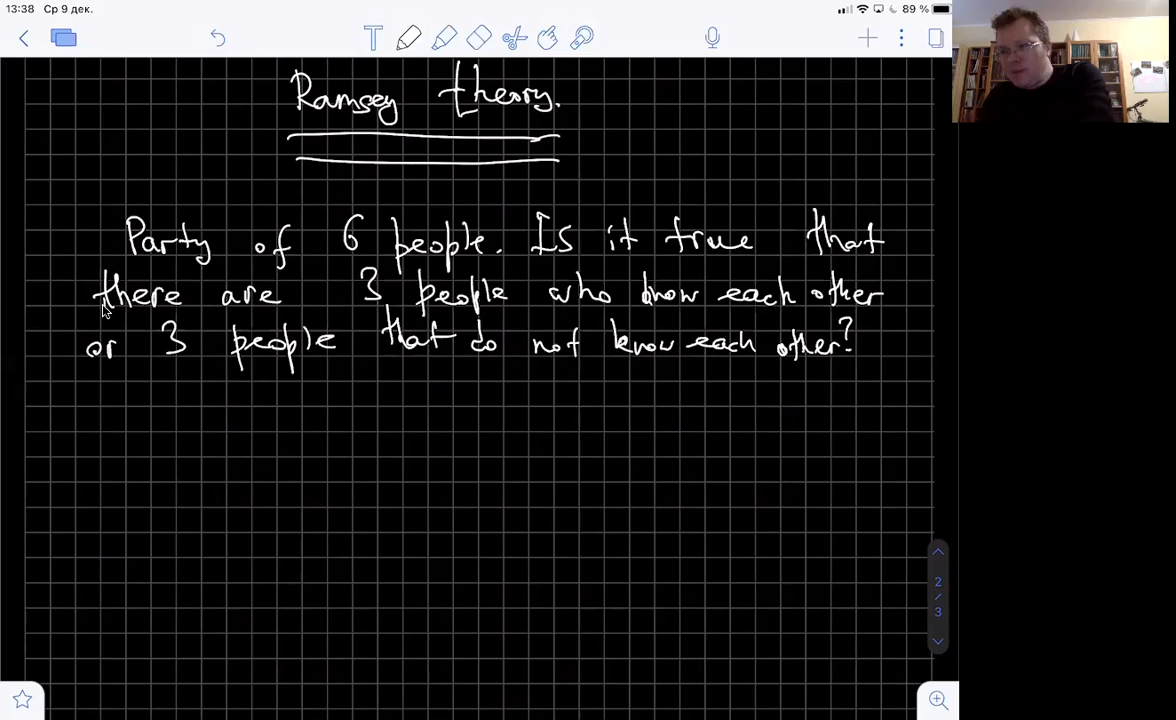 13:38 Ср 9 дек. 89 %
Ramsey theory.
Party of 6 people. Is it true that
there are 3 people who know each other
or 3 people that do not know each other?
2
/
3